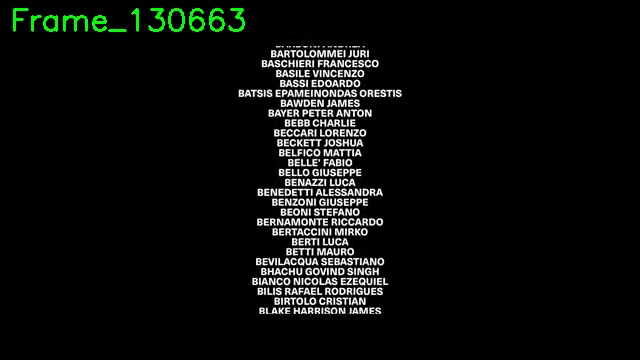 Frame_130663
BARTOLOMMEI JURI
BASCHIERI FRANCESCO
BASILE VINCENZO
BASSI EDOARDO
BATSIS EPAMEINONDAS ORESTIS
BAWDEN JAMES
BAYER PETER ANTON
BEBB CHARLIE
BECCARI LORENZO
BECKETT JOSHUA
BELFICO MATTIA
BELLE' FABIO
BELLO GIUSEPPE
BENAZZI LUCA
BENEDETTI ALESSANDRA
BENZONI GIUSEPPE
BEONI STEFANO
BERNAMONTE RICCARDO
BERTACCINI MIRKO
BERTI LUCA
BETTI MAURO
BEVILACQUA SEBASTIANO
BHACHU GOVIND SINGH
BIANCO NICOLAS EZEQUIEL
BILIS RAFAEL RODRIGUES
BIRTOLO CRISTIAN
BLAKE HARRISON JAMES